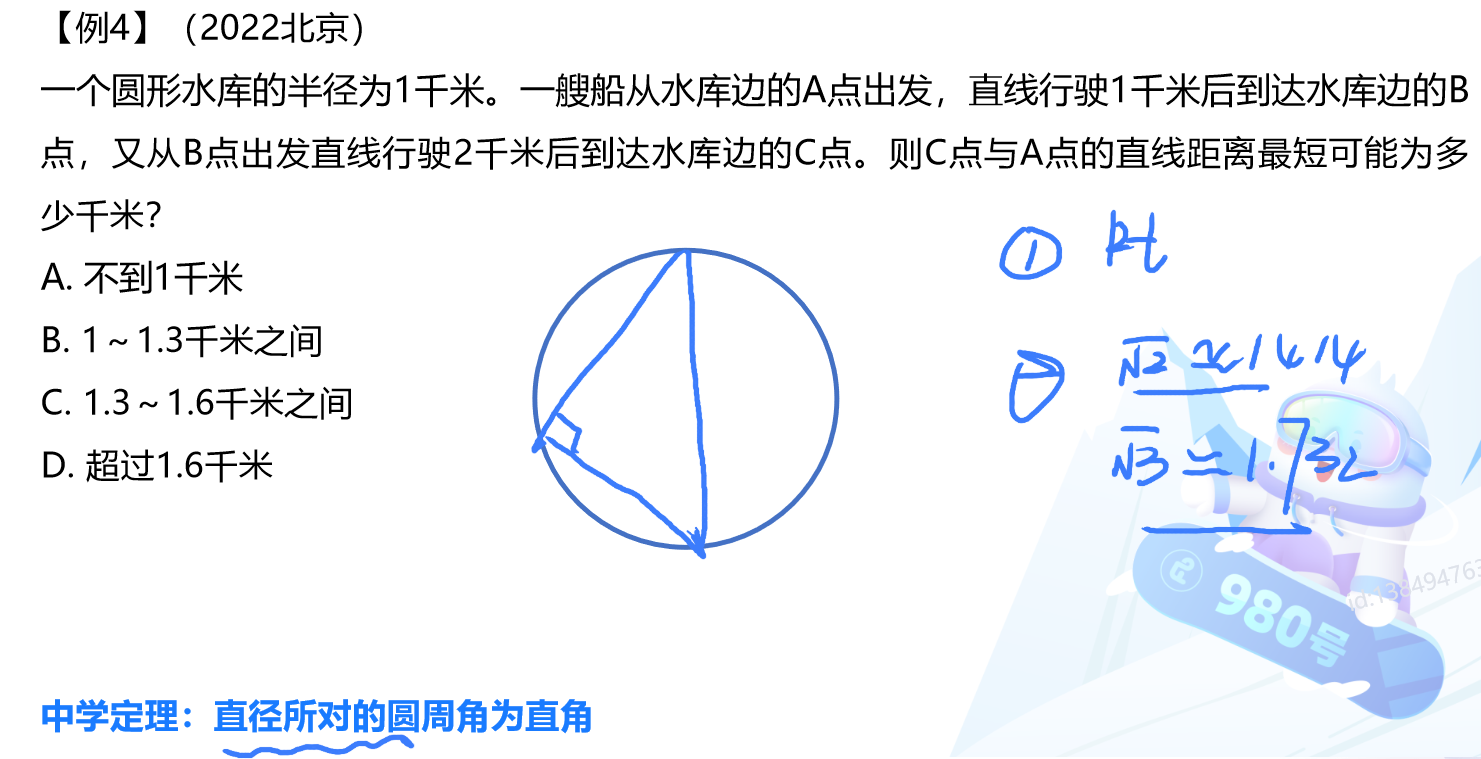 【例4】（2022北京）
一个圆形水库的半径为1千米。一艘船从水库边的A点出发，直线行驶1千米后到达水库边的B
点，又从B点出发直线行驶2千米后到达水库边的C点。则C点与A点的直线距离最短可能为多
少千米？
A. 不到1千米
B. 1～1.3千米之间
C. 1.3～1.6千米之间
D. 超过1.6千米
① Rt
②
√2 ≈ 1.414
√3 ≈ 1.732
980号
中学定理：直径所对的圆周角为直角